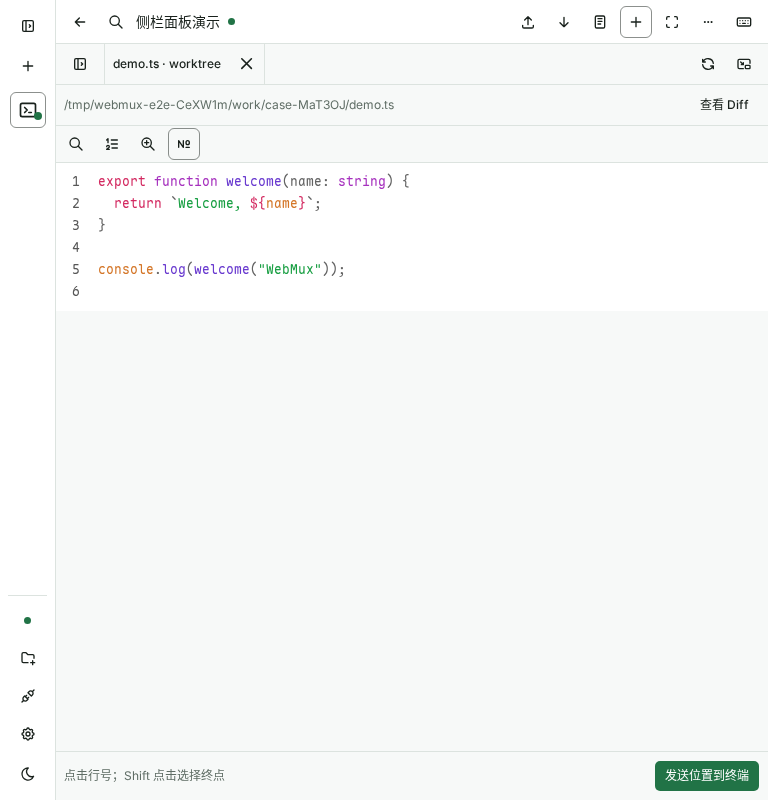 侧栏面板演示
demo.ts · worktree
/tmp/webmux-e2e-CeXW1m/work/case-MaT3OJ/demo.ts
查看 Diff
№
1 export function welcome(name: string) {
2   return `Welcome, ${name}`;
3 }
4
5 console.log(welcome("WebMux"));
6
点击行号；Shift 点击选择终点
发送位置到终端